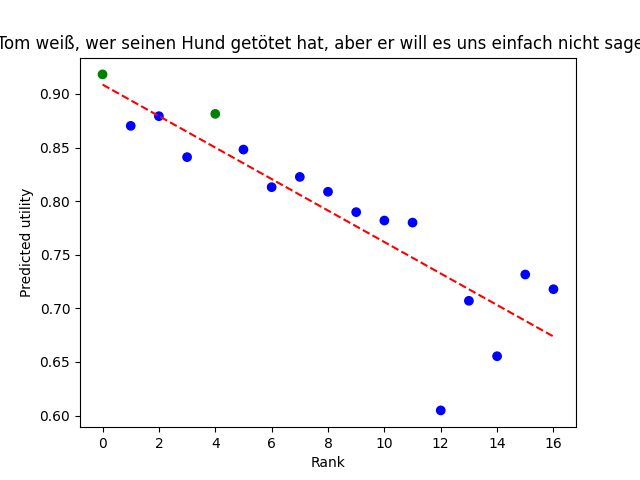 Tom weiß, wer seinen Hund getötet hat, aber er will es uns einfach nicht sage
Predicted utility
0.90
0.85
0.80
0.75
0.70
0.65
0.60
0 2 4 6 8 10 12 14 16
Rank